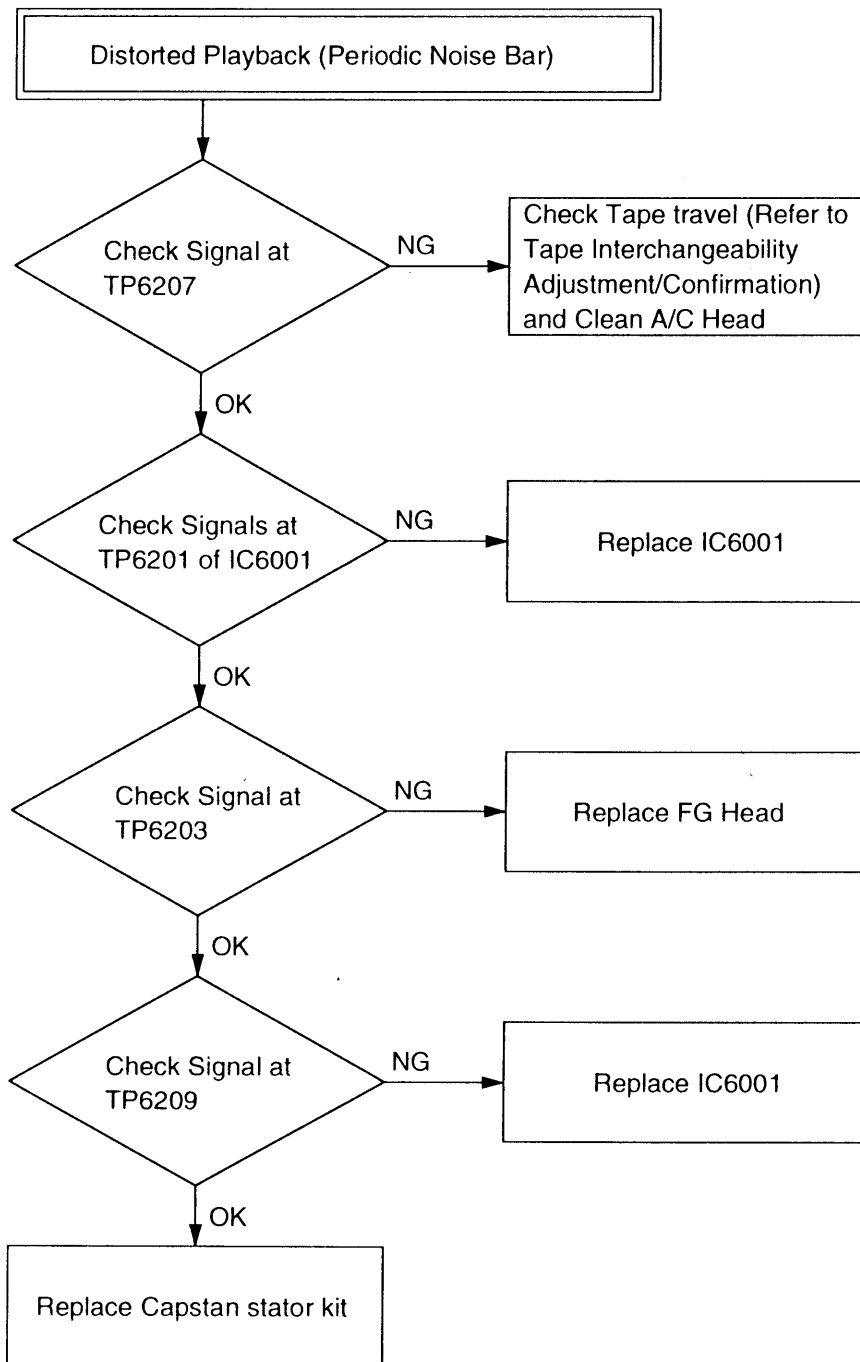 Distorted Playback (Periodic Noise Bar)
Check Signal at
TP6207
NG
Check Tape travel (Refer to
Tape Interchangeability
Adjustment/Confirmation)
and Clean A/C Head
OK
Check Signals at
TP6201 of IC6001
NG
Replace IC6001
OK
Check Signal at
TP6203
NG
Replace FG Head
OK
Check Signal at
TP6209
NG
Replace IC6001
OK
Replace Capstan stator kit